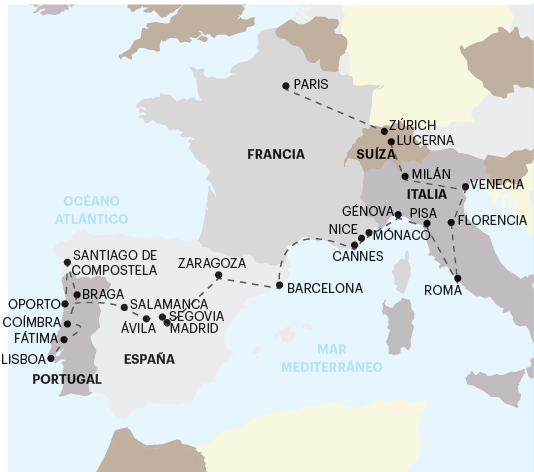 PARIS
ZÚRICH
LUCERNA
FRANCIA
SUÍZA
MILÁN
VENECIA
ITALIA
OCÉANO
ATLÁNTICO
GÉNOVA
PISA
FLORENCIA
NICE
MÓNACO
CANNES
SANTIAGO DE
COMPOSTELA
ZARAGOZA
BARCELONA
ROMA
BRAGA
OPORTO
SALAMANCA
SEGOVIA
COÍMBRA
ÁVILA
MADRID
FÁTIMA
LISBOA
ESPAÑA
MAR
MEDITERRÂNEO
PORTUGAL